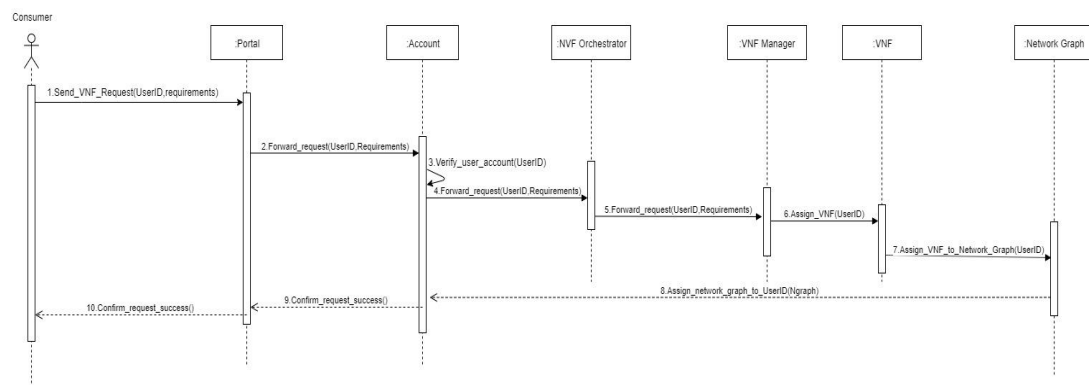 Consumer
:Portal
:Account
:NVF Orchestrator
:VNF Manager
:VNF
:Network Graph
1.Send_VNF_Request(UserID,requirements)
2.Forward_request(UserID,Requirements)
3.Verify_user_account(UserID)
4.Forward_request(UserID,Requirements)
5.Forward_request(UserID,Requirements)
6.Assign_VNF(UserID)
7.Assign_VNF_to_Network_Graph(UserID)
8.Assign_network_graph_to_UserID(Ngraph)
9.Confirm_request_success()
10.Confirm_request_success()